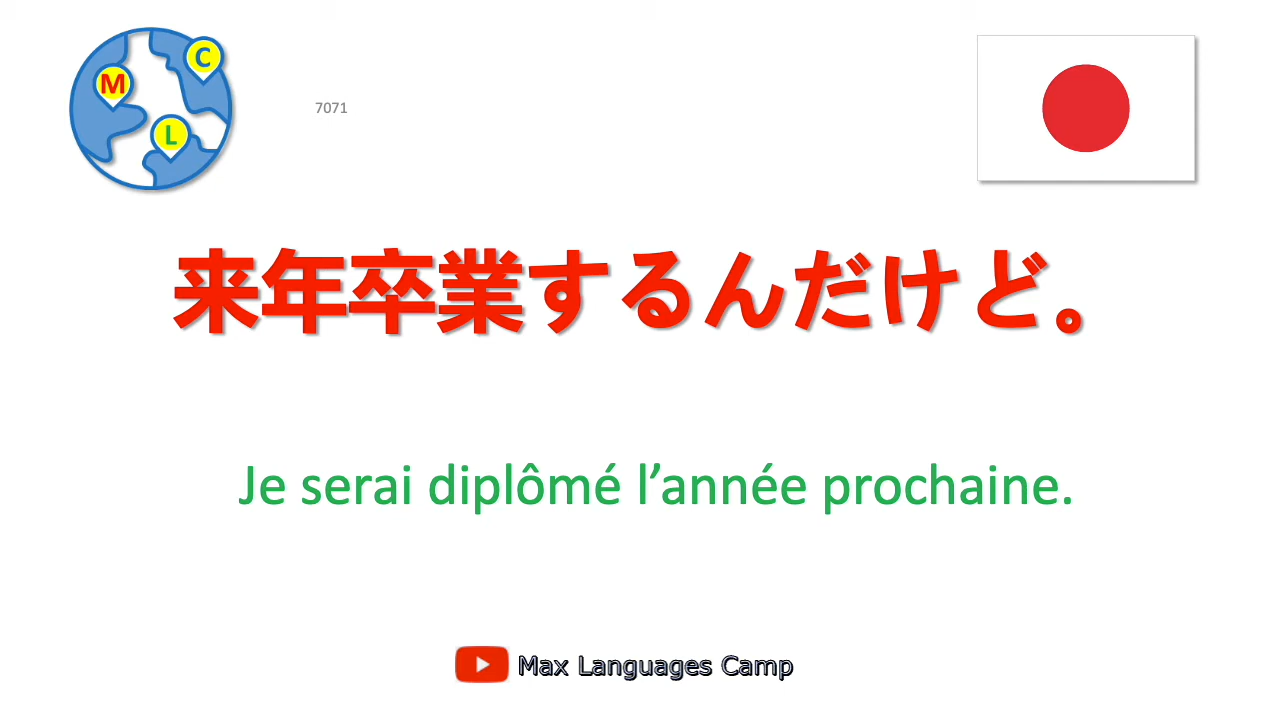 C
M
L
7071
来年卒業するんだけど。
Je serai diplômé l’année prochaine.
Max Languages Camp